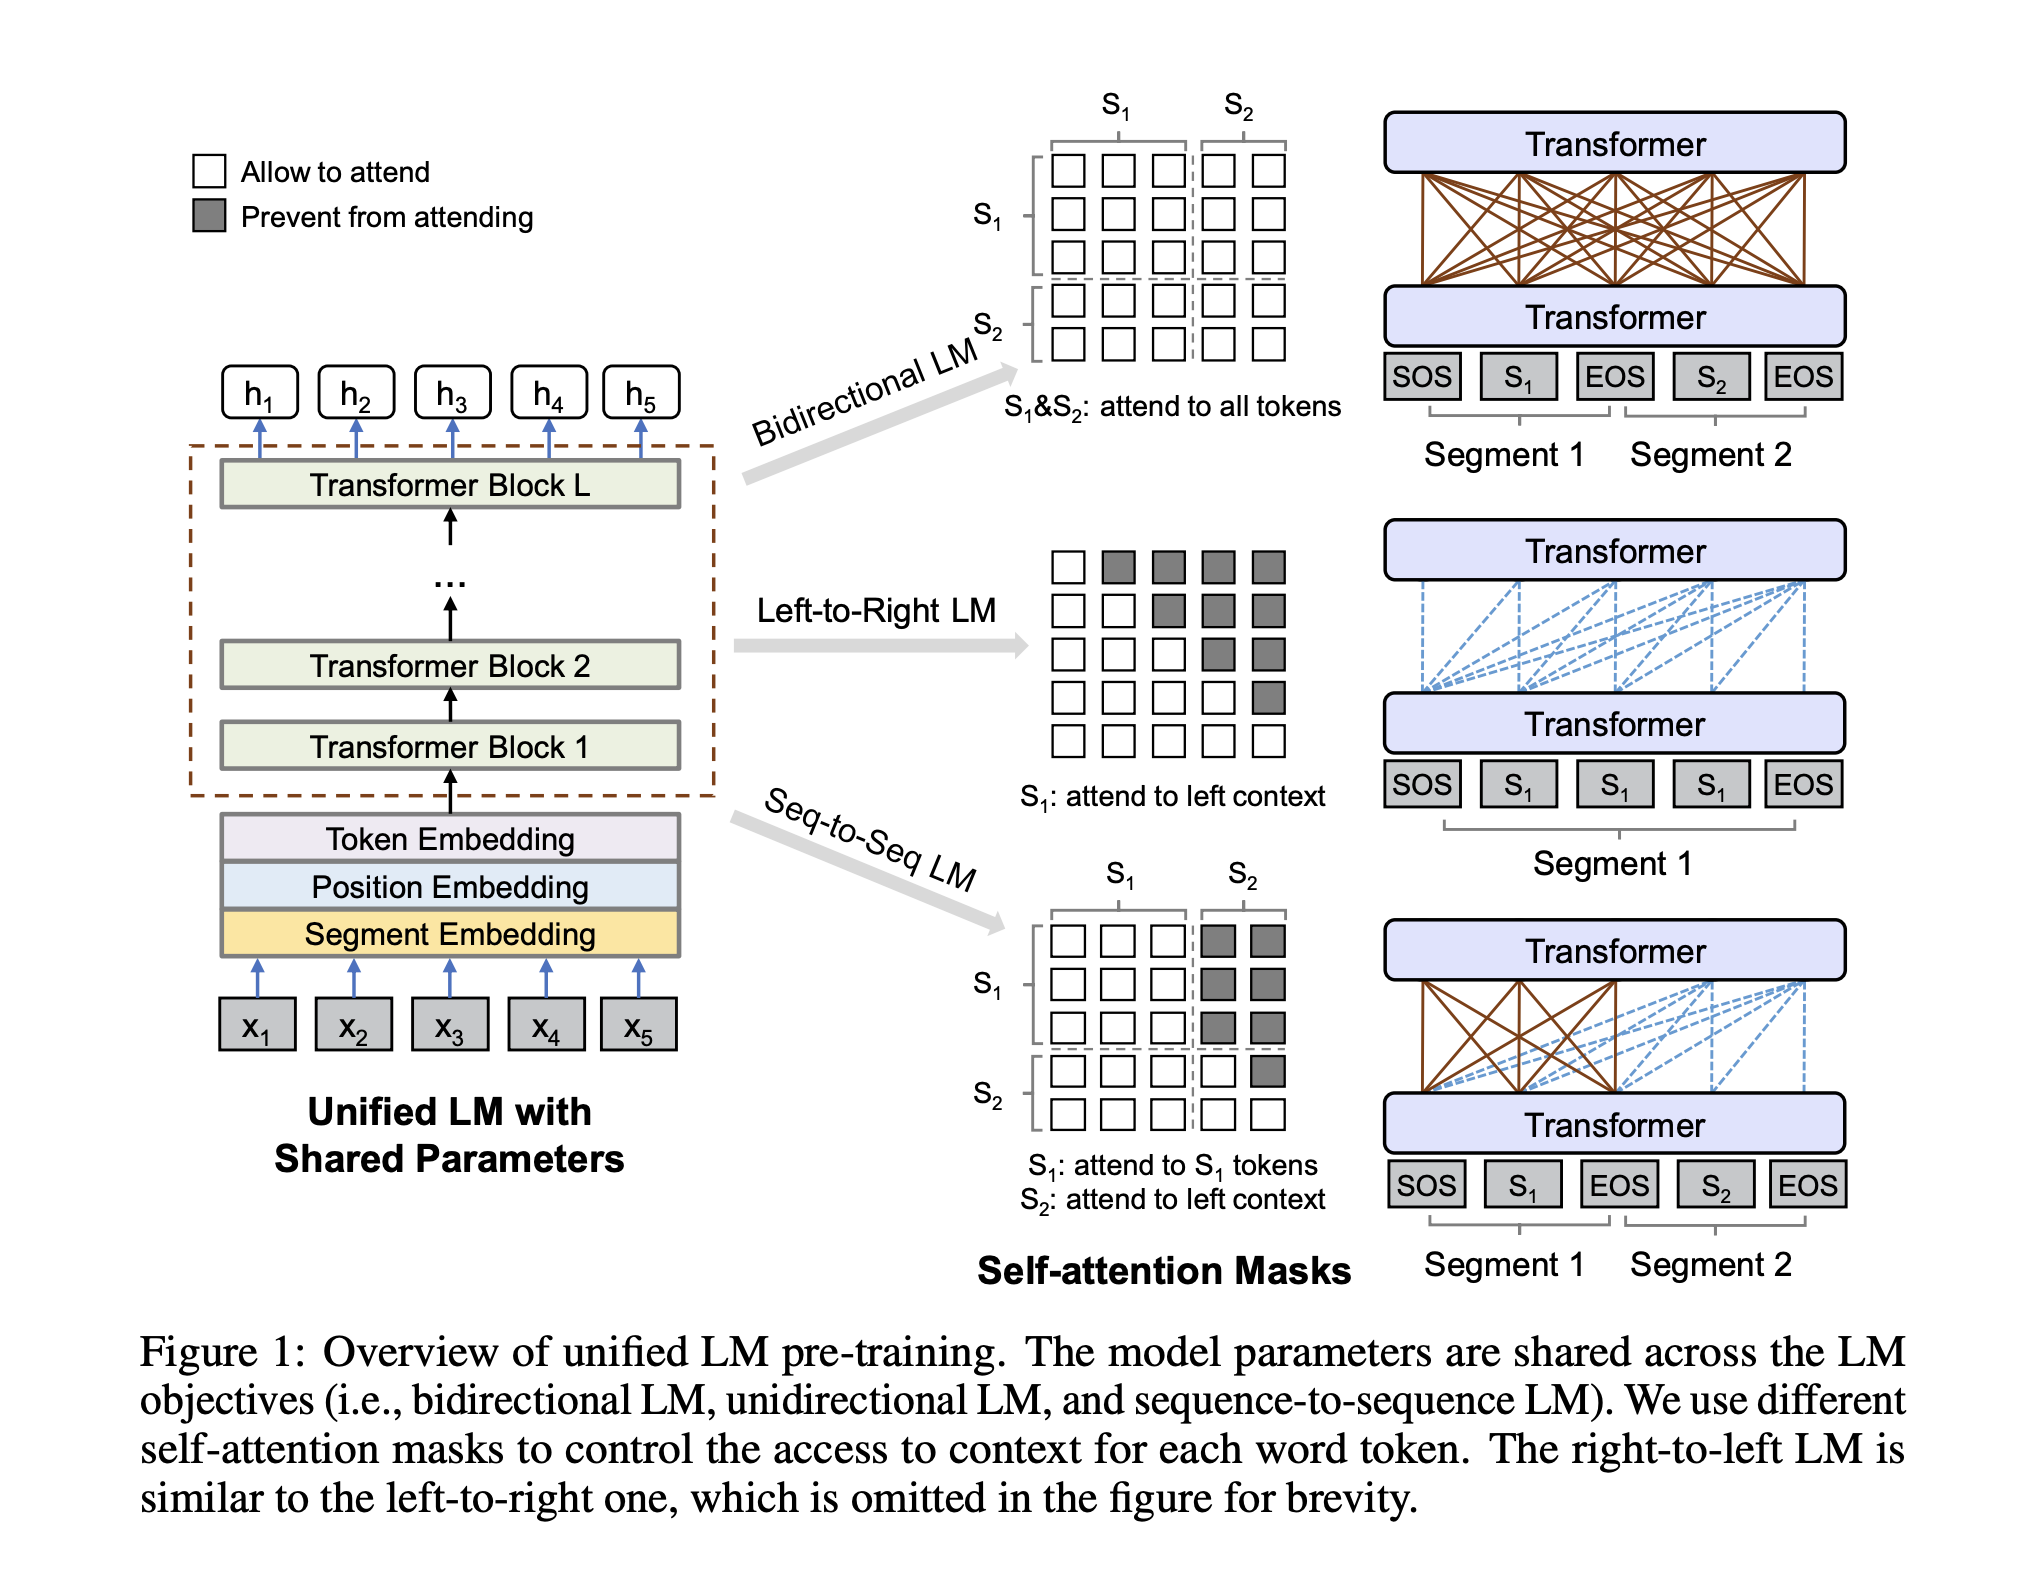 Allow to attend
Prevent from attending
h1 h2 h3 h4 h5
Transformer Block L
...
Transformer Block 2
Transformer Block 1
Token Embedding
Position Embedding
Segment Embedding
x1 x2 x3 x4 x5
Unified LM with
Shared Parameters
Bidirectional LM
Left-to-Right LM
Seq-to-Seq LM
S1 S2
S1
S2
S1&S2: attend to all tokens
Transformer
Transformer
SOS S1 EOS S2 EOS
Segment 1 Segment 2
S1: attend to left context
Transformer
Transformer
SOS S1 S1 S1 EOS
Segment 1
S1 S2
S1
S2
S1: attend to S1 tokens
S2: attend to left context
Transformer
Transformer
SOS S1 EOS S2 EOS
Segment 1 Segment 2
Self-attention Masks
Figure 1: Overview of unified LM pre-training. The model parameters are shared across the LM
objectives (i.e., bidirectional LM, unidirectional LM, and sequence-to-sequence LM). We use different
self-attention masks to control the access to context for each word token. The right-to-left LM is
similar to the left-to-right one, which is omitted in the figure for brevity.